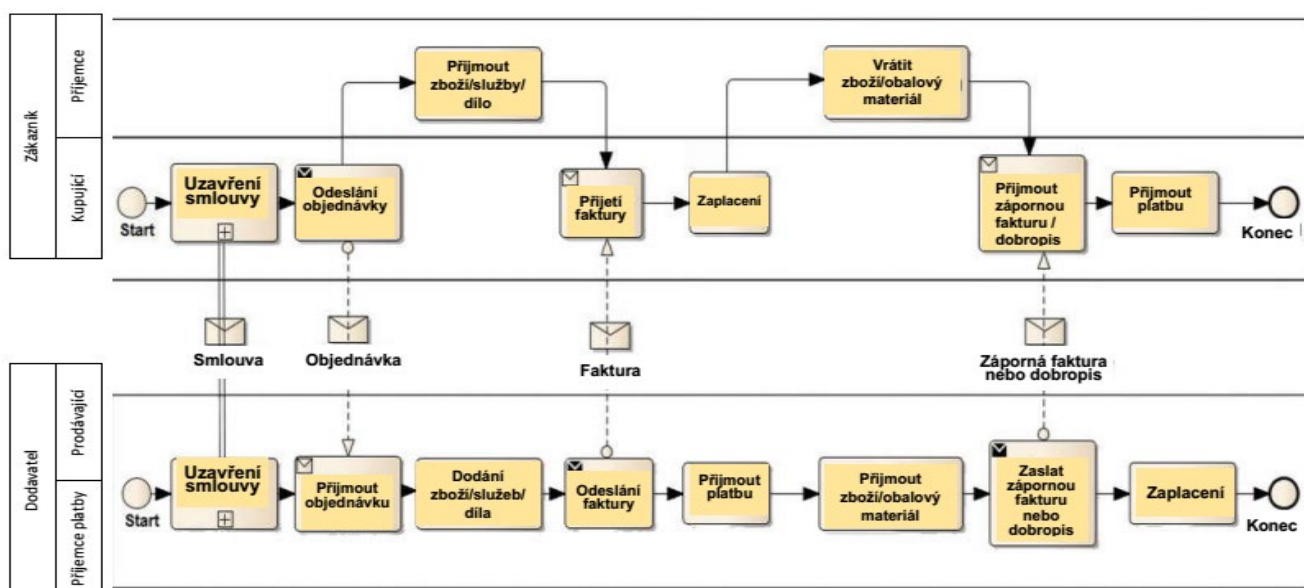 Zákazník
Příjemce
Kupující
Přijmout
zboží/služby/
dílo
Vrátit
zboží/obalový
materiál
Start
Uzavření
smlouvy
Odeslání
objednávky
Přijetí
faktury
Zaplacení
Přijmout
zápornou
fakturu /
dobropis
Přijmout
platbu
Konec
Smlouva
Objednávka
Faktura
Záporná faktura
nebo dobropis
Dodavatel
Prodávající
Příjemce platby
Start
Uzavření
smlouvy
Přijmout
objednávku
Dodání
zboží/služeb/
díla
Odeslání
faktury
Přijmout
platbu
Přijmout
zboží/obalový
materiál
Zaslat
zápornou
fakturu
nebo
dobropis
Zaplacení
Konec